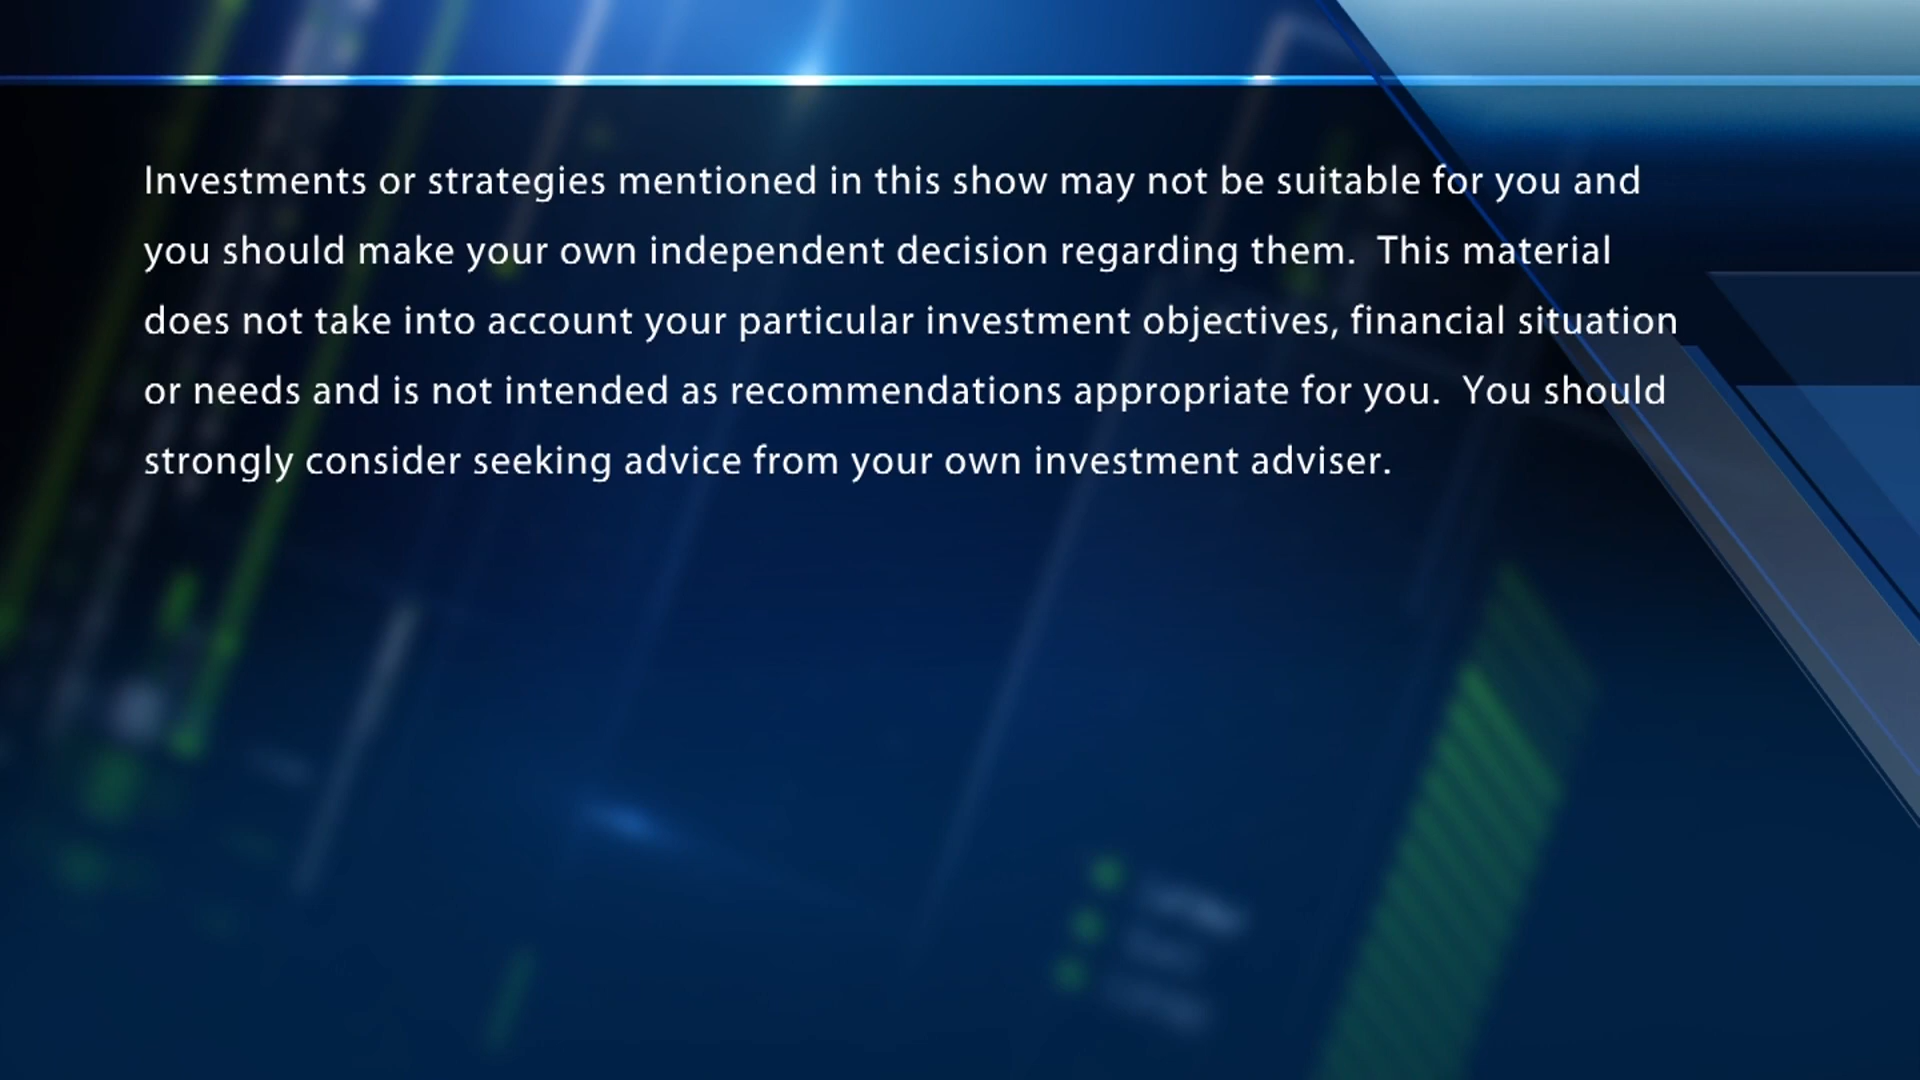 Investments or strategies mentioned in this show may not be suitable for you and
you should make your own independent decision regarding them.  This material
does not take into account your particular investment objectives, financial situation
or needs and is not intended as recommendations appropriate for you.  You should
strongly consider seeking advice from your own investment adviser.